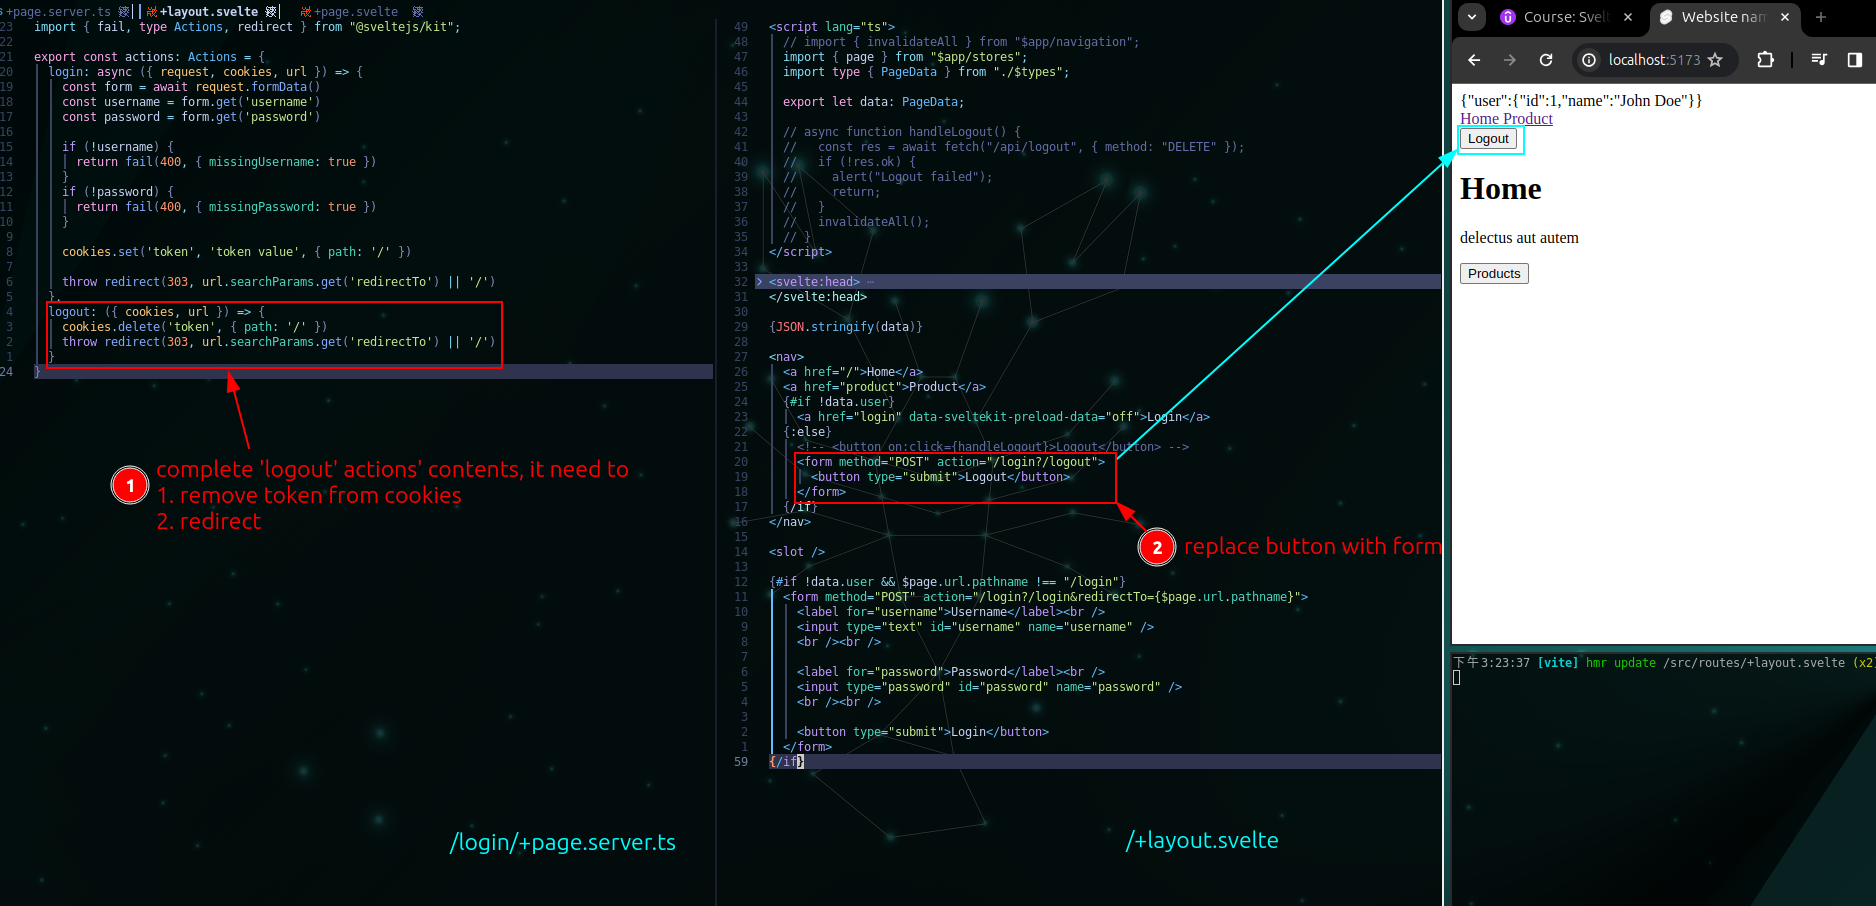 +page.server.ts
+layout.svelte
+page.svelte
23 import { fail, type Actions, redirect } from "@sveltejs/kit";
22
21 export const actions: Actions = {
20 login: async ({ request, cookies, url }) => {
19 const form = await request.formData()
18 const username = form.get('username')
17 const password = form.get('password')
16
15 if (!username) {
14 return fail(400, { missingUsername: true })
13 }
12 if (!password) {
11 return fail(400, { missingPassword: true })
10 }
9
8 cookies.set('token', 'token value', { path: '/' })
7
6 throw redirect(303, url.searchParams.get('redirectTo') || '/')
5 },
4 logout: ({ cookies, url }) => {
3 cookies.delete('token', { path: '/' })
2 throw redirect(303, url.searchParams.get('redirectTo') || '/')
1 }
24 }
1
complete 'logout' actions' contents, it need to
1. remove token from cookies
2. redirect
/login/+page.server.ts
49 <script lang="ts">
48 // import { invalidateAll } from "$app/navigation";
47 import { page } from "$app/stores";
46 import type { PageData } from "./$types";
45
44 export let data: PageData;
43
42 // async function handleLogout() {
41 // const res = await fetch("/api/logout", { method: "DELETE" });
40 // if (!res.ok) {
39 // alert("Logout failed");
38 // return;
37 // }
36 // invalidateAll();
35 // }
34 </script>
33
32 > <svelte:head> ⋯
31 </svelte:head>
30
29 {JSON.stringify(data)}
28
27 <nav>
26 <a href="/">Home</a>
25 <a href="product">Product</a>
24 {#if !data.user}
23 <a href="login" data-sveltekit-preload-data="off">Login</a>
22 {:else}
21 <!-- <button on:click={handleLogout}>Logout</button> -->
20 <form method="POST" action="/login?/logout">
19 <button type="submit">Logout</button>
18 </form>
17 {/if}
16 </nav>
15
14 <slot />
13
12 {#if !data.user && $page.url.pathname !== "/login"}
11 <form method="POST" action="/login?/login&redirectTo={$page.url.pathname}">
10 <label for="username">Username</label><br />
9 <input type="text" id="username" name="username" />
8 <br /><br />
7
6 <label for="password">Password</label><br />
5 <input type="password" id="password" name="password" />
4 <br /><br />
3
2 <button type="submit">Login</button>
1 </form>
59 {/if}
2 replace button with form
/+layout.svelte
Course: Svelt
Website nam
localhost:5173
{"user":{"id":1,"name":"John Doe"}}
Home Product
Logout
Home
delectus aut autem
Products
下午3:23:37 [vite] hmr update /src/routes/+layout.svelte (x2